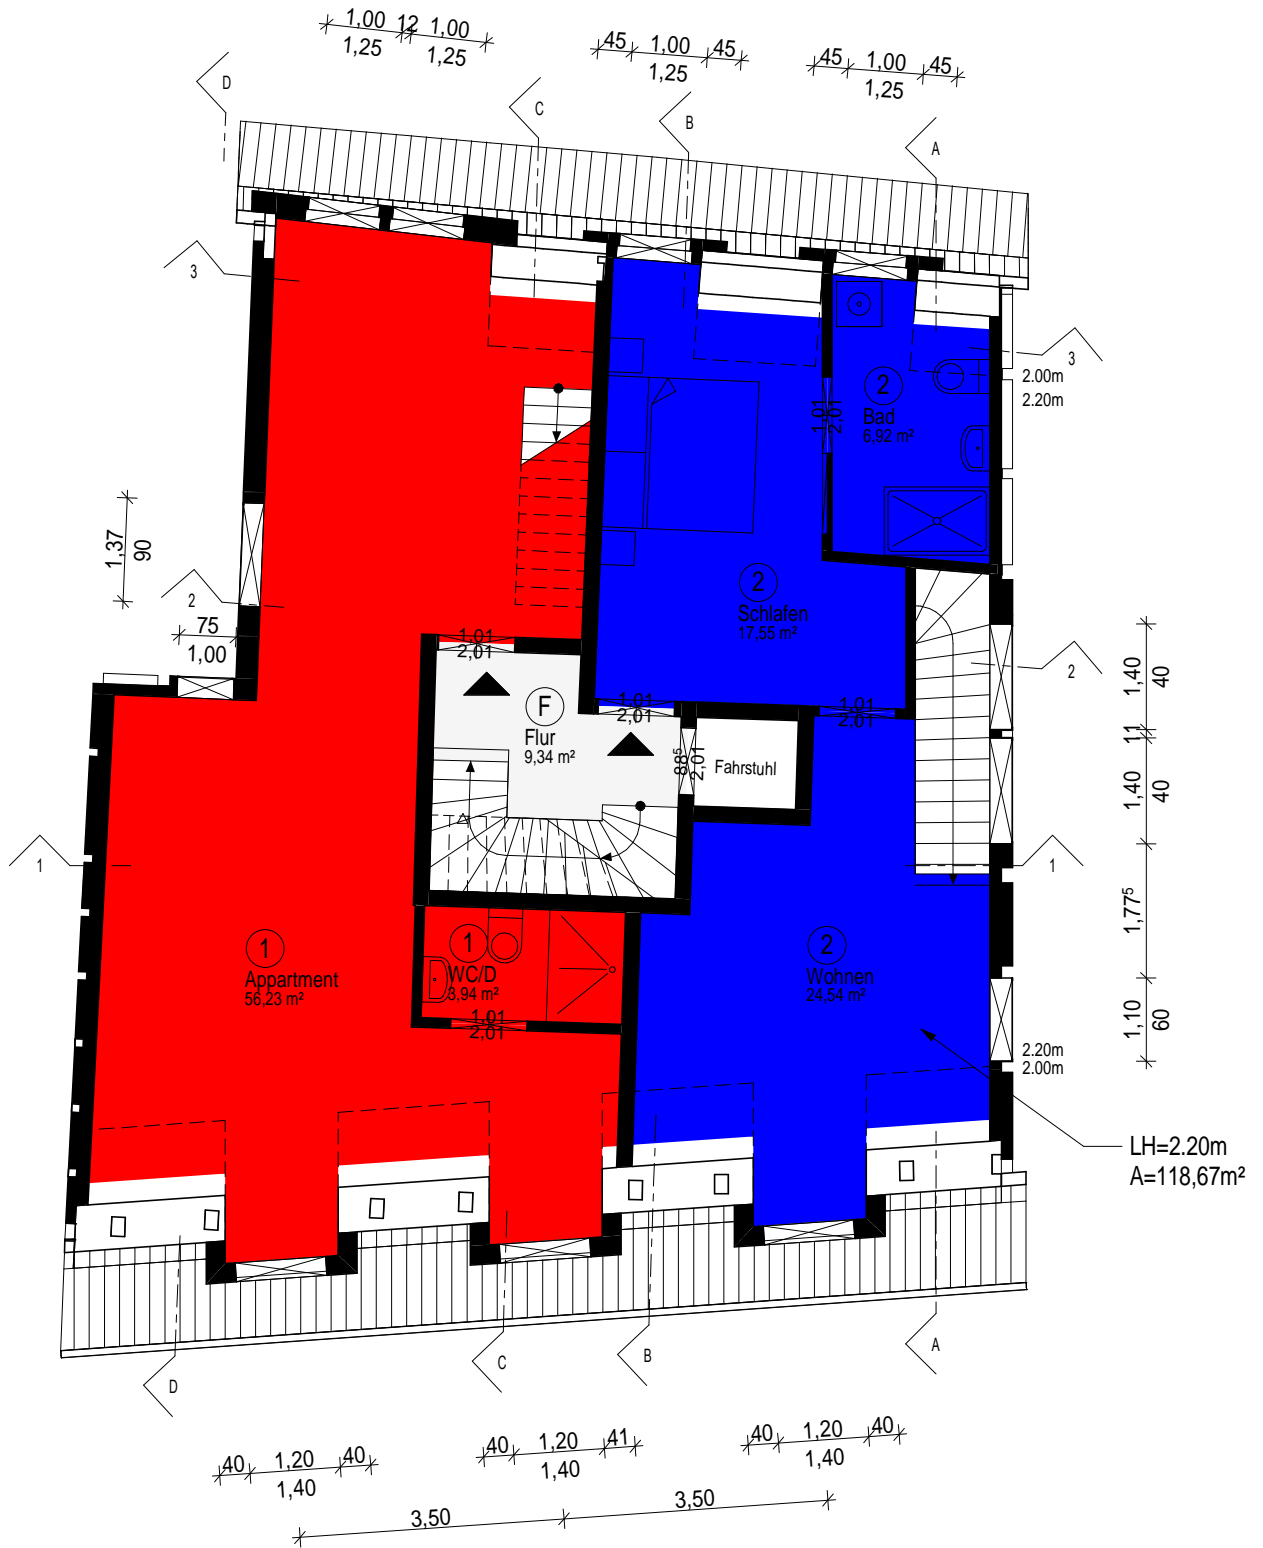 1,00 12 1,00
1,25 1,25
45 1,00 45
1,25
45 1,00 45
1,25
D
C
B
A
3
3
2.00m
2.20m
2
Bad
6,92 m²
1,01
2,01
1,37
90
2
75
1,00
2
Schlafen
17,55 m²
1,01
2,01
F
Flur
9,34 m²
1,01
2,01
1,01
2,01
88⁵
2,01
Fahrstuhl
2
1,40
40
11
1,40
40
1
1
1,77⁵
1
Appartment
56,23 m²
1
WC/D
3,94 m²
1,01
2,01
2
Wohnen
24,54 m²
1,10
60
2.20m
2.00m
LH=2.20m
A=118,67m²
D
C
B
A
40 1,20 40
1,40
40 1,20 41
1,40
40 1,20 40
1,40
3,50
3,50